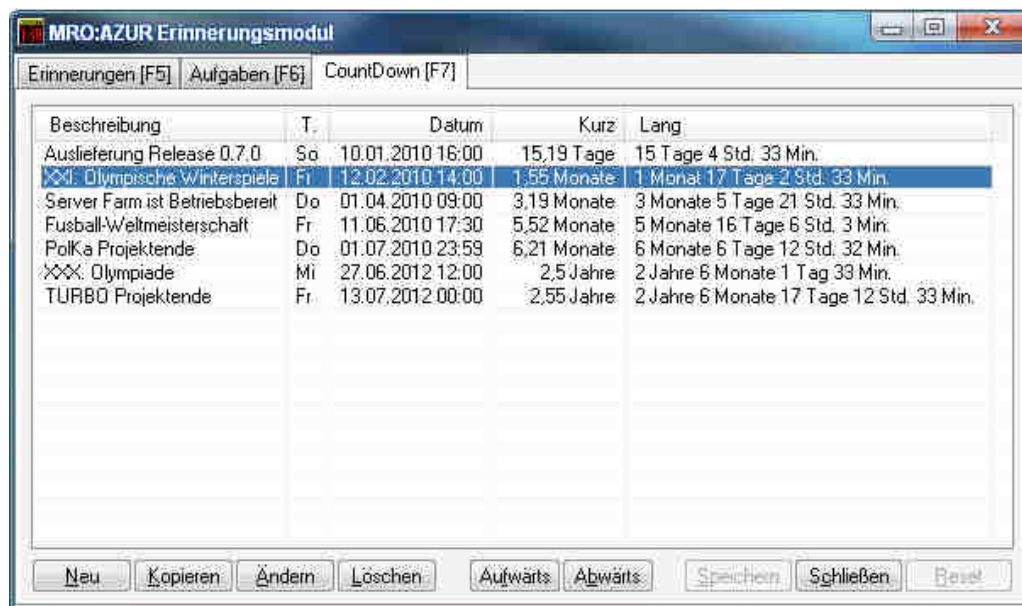 MRO:AZUR Erinnerungsmodul
Erinnerungen [F5] Aufgaben [F6] CountDown [F7]
Beschreibung T. Datum Kurz Lang
Auslieferung Release 0.7.0 So 10.01.2010 16:00 15,19 Tage 15 Tage 4 Std. 33 Min.
XXI. Olympische Winterspiele Fr 12.02.2010 14:00 1,55 Monate 1 Monat 17 Tage 2 Std. 33 Min.
Server Farm ist Betriebsbereit Do 01.04.2010 09:00 3,19 Monate 3 Monate 5 Tage 21 Std. 33 Min.
Fusball-Weltmeisterschaft Fr 11.06.2010 17:30 5,52 Monate 5 Monate 16 Tage 6 Std. 3 Min.
PolKa Projektende Do 01.07.2010 23:59 6,21 Monate 6 Monate 6 Tage 12 Std. 32 Min.
XXX. Olympiade Mi 27.06.2012 12:00 2,5 Jahre 2 Jahre 6 Monate 1 Tag 33 Min.
TURBO Projektende Fr 13.07.2012 00:00 2,55 Jahre 2 Jahre 6 Monate 17 Tage 12 Std. 33 Min.
Neu Kopieren Ändern Löschen Aufwärts Abwärts Speichern Schließen Reset